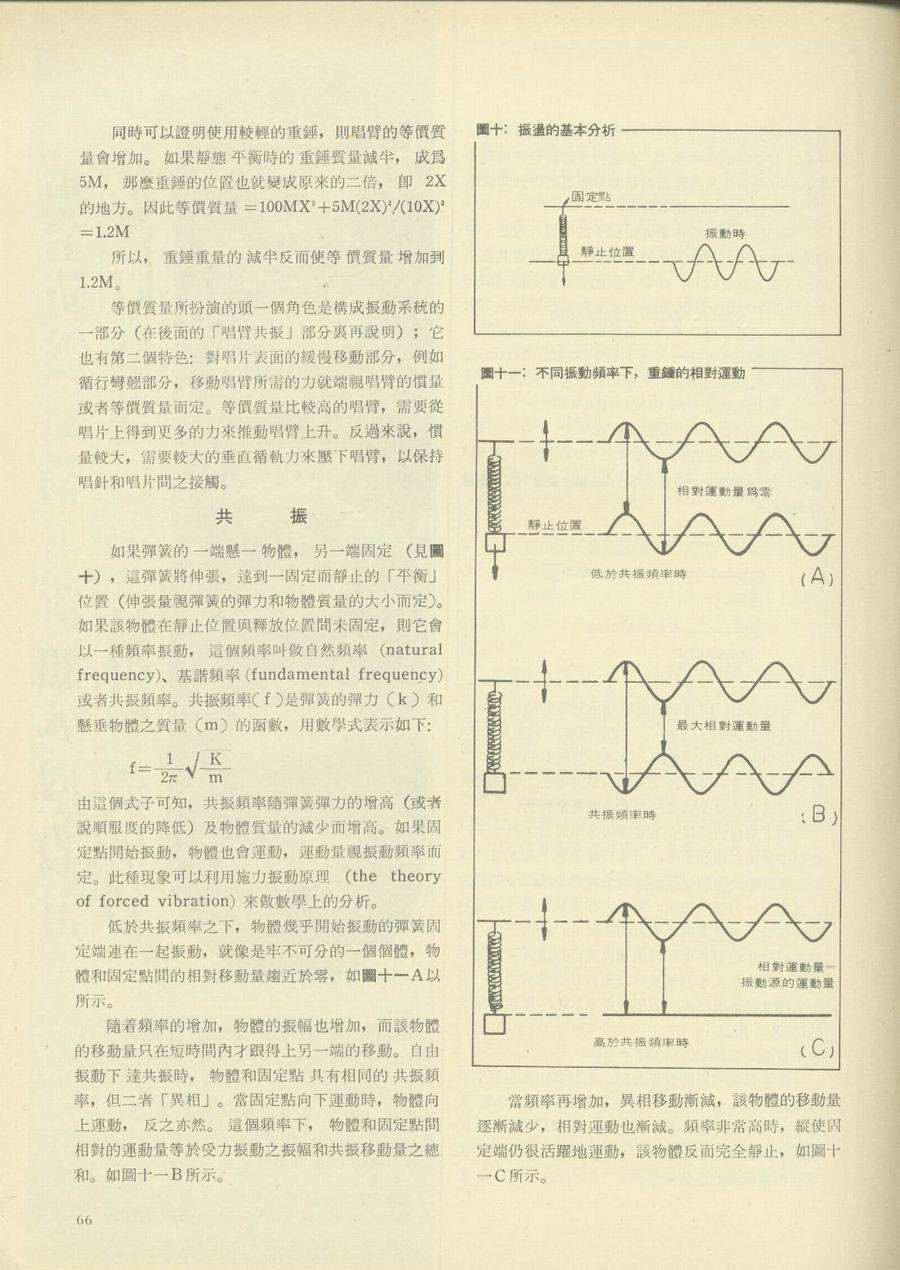 同時可以證明使用較輕的重錘，則唱臂的等價質
量會增加。如果靜態平衡時的重錘質量減半，成爲
5M，那麼重錘的位置也就變成原來的二倍，卽 2X
的地方。因此等價質量 =100MX²+5M(2X)²/(10X)²
=1.2M
所以，重錘重量的減半反而使等價質量增加到
1.2M。
等價質量所扮演的頭一個角色是構成振動系統的
一部分（在後面的「唱臂共振」部分裏再說明）；它
也有第二個特色：對唱片表面的緩慢移動部分，例如
循行彎翹部分，移動唱臂所需的力就端視唱臂的慣量
或者等價質量而定。等價質量比較高的唱臂，需要從
唱片上得到更多的力來推動唱臂上升。反過來說，慣
量較大，需要較大的垂直循軌力來壓下唱臂，以保持
唱針和唱片間之接觸。
共 振
如果彈簧的一端懸一物體，另一端固定（見圖
十），這彈簧將伸張，達到一固定而靜止的「平衡」
位置（伸張量視彈簧的彈力和物體質量的大小而定）。
如果該物體在靜止位置與釋放位置間未固定，則它會
以一種頻率振動，這個頻率叫做自然頻率 (natural
frequency)、基諧頻率 (fundamental frequency)
或者共振頻率。共振頻率( f )是彈簧的彈力（k）和
懸垂物體之質量（m）的函數，用數學式表示如下：
f=1/2π √K/m
由這個式子可知，共振頻率隨彈簧彈力的增高（或者
說順服度的降低）及物體質量的減少而增高。如果固
定點開始振動，物體也會運動，運動量視振動頻率而
定。此種現象可以利用施力振動原理 (the theory
of forced vibration) 來做數學上的分析。
低於共振頻率之下，物體幾乎開始振動的彈簧固
定端連在一起振動，就像是牢不可分的一個個體，物
體和固定點間的相對移動量趨近於零，如圖十一A以
所示。
隨着頻率的增加，物體的振幅也增加，而該物體
的移動量只在短時間內才跟得上另一端的移動。自由
振動下達共振時，物體和固定點具有相同的共振頻
率，但二者「異相」。當固定點向下運動時，物體向
上運動，反之亦然。這個頻率下，物體和固定點間
相對的運動量等於受力振動之振幅和共振移動量之總
和。如圖十一B所示。
66
圖十：振盪的基本分析
固定點
振動時
靜止位置
圖十一：不同振動頻率下，重錘的相對運動
相對運動量爲零
靜止位置
低於共振頻率時
(A)
最大相對運動量
共振頻率時
(B)
相對運動量=
振動源的運動量
高於共振頻率時
(C)
當頻率再增加，異相移動漸減，該物體的移動量
逐漸減少，相對運動也漸減。頻率非常高時，縱使固
定端仍很活躍地運動，該物體反而完全靜止，如圖十
一C所示。